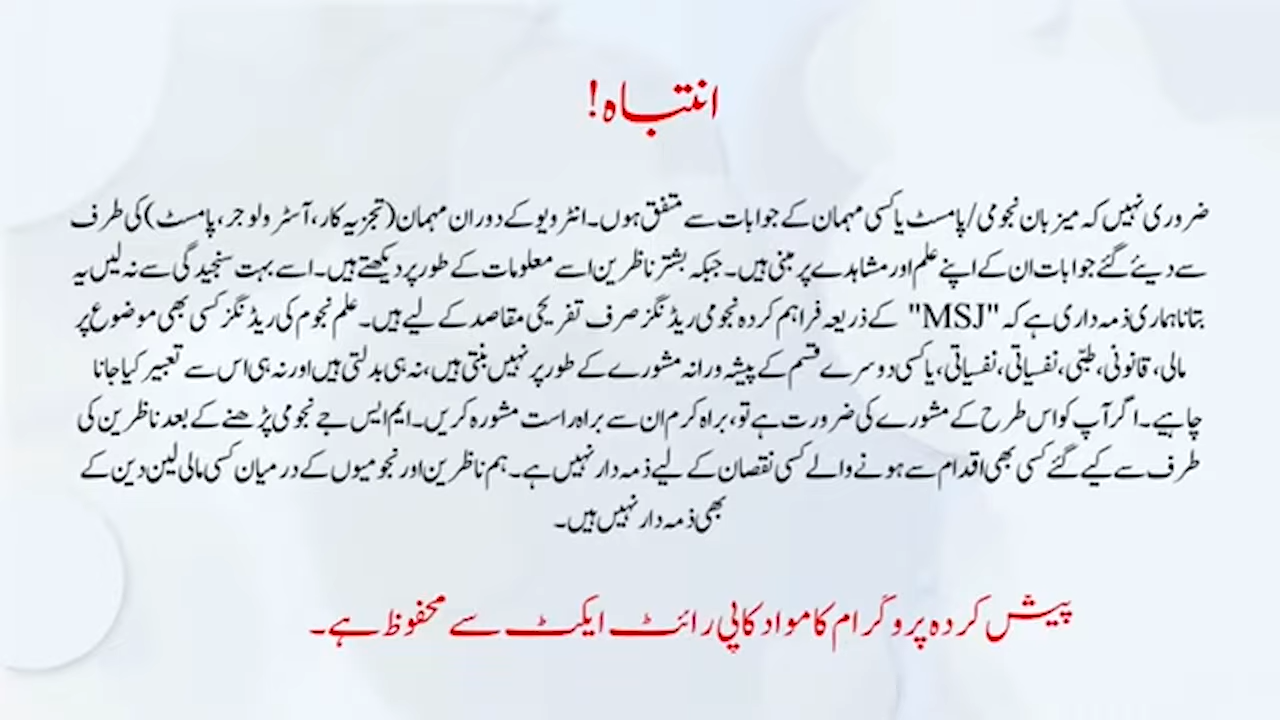 انتباہ!
ضروری نہیں کہ میزبان نجومی/پامسٹ یا کسی مہمان کے جوابات سے متفق ہوں۔ انٹرویو کے دوران مہمان (تجزیہ کار، آسٹرولوجر، پامسٹ) کی طرف
سے دیئے گئے جوابات ان کے اپنے علم اور مشاہدے پر مبنی ہیں۔ جبکہ بشتر ناظرین اسے معلومات کے طور پر دیکھتے ہیں۔ اسے بہت سنجیدگی سے نہ لیں یہ
بتانا ہماری ذمہ داری ہے کہ "MSJ" کے ذریعہ فراہم کردہ نجومی ریڈنگز صرف تفریحی مقاصد کے لیے ہیں۔ علم نجوم کی ریڈنگز کسی بھی موضوع پر
مالی، قانونی، طبی، نفسیاتی، نفسیاتی، یا کسی دوسرے قسم کے پیشہ ورانہ مشورے کے طور پر نہیں بنتی ہیں، نہ ہی بدلتی ہیں اور نہ ہی اس سے تعبیر کیا جانا
چاہیے۔ اگر آپ کو اس طرح کے مشورے کی ضرورت ہے تو، براہ کرم ان سے براہ راست مشورہ کریں۔ ایم ایس جے نجومی پڑھنے کے بعد ناظرین کی
طرف سے کیے گئے کسی بھی اقدام سے ہونے والے کسی نقصان کے لیے ذمہ دار نہیں ہے۔ ہم ناظرین اور نجومیوں کے درمیان کسی مالی لین دین کے
بھی ذمہ دار نہیں ہیں۔
پیش کردہ پروگرام کا مواد کاپی رائٹ ایکٹ سے محفوظ ہے۔